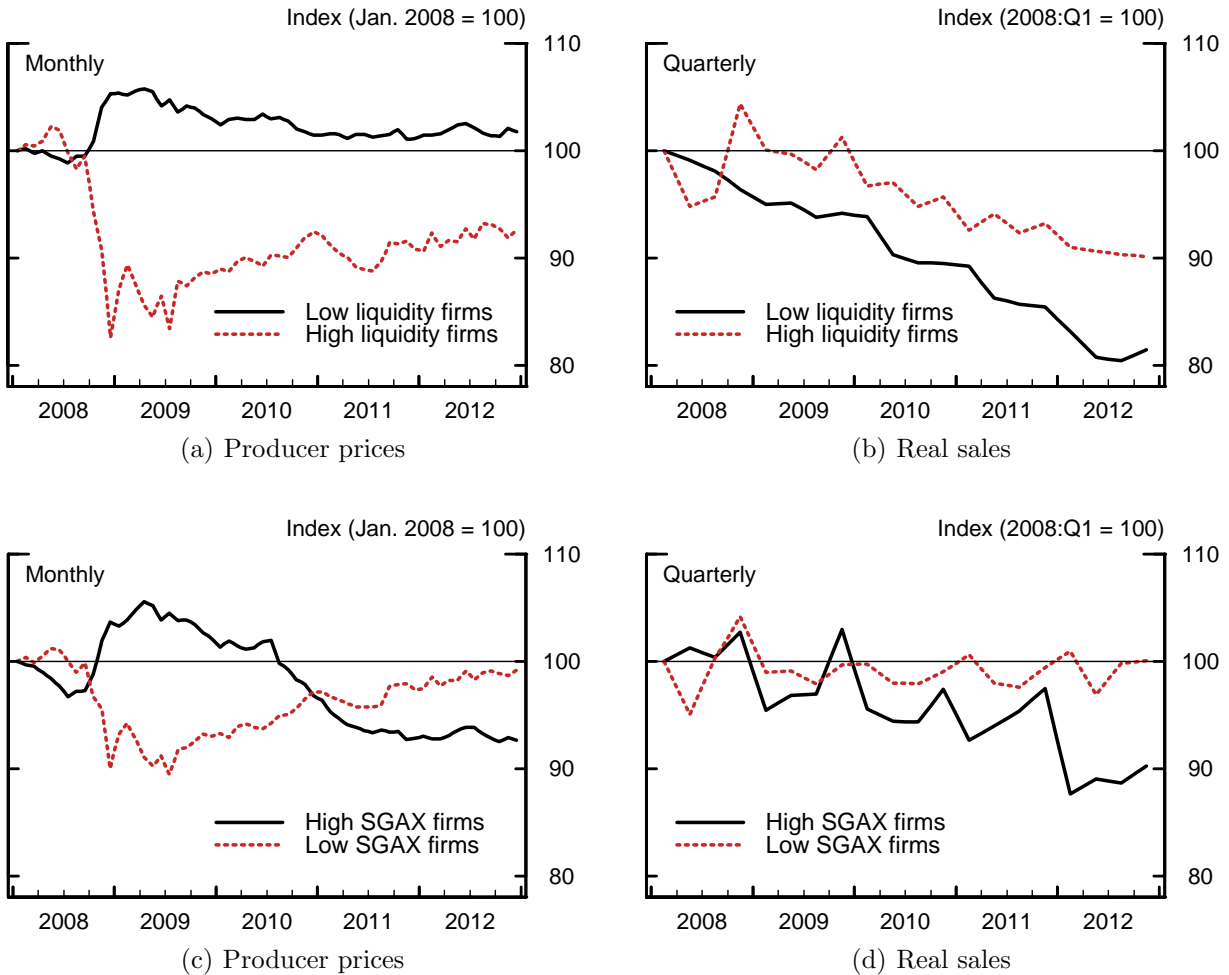 Index (Jan. 2008 = 100)
Monthly
110
100
90
80
Low liquidity firms
High liquidity firms
2008 2009 2010 2011 2012
(a) Producer prices
Index (2008:Q1 = 100)
Quarterly
110
100
90
80
Low liquidity firms
High liquidity firms
2008 2009 2010 2011 2012
(b) Real sales
Index (Jan. 2008 = 100)
Monthly
110
100
90
80
High SGAX firms
Low SGAX firms
2008 2009 2010 2011 2012
(c) Producer prices
Index (2008:Q1 = 100)
Quarterly
110
100
90
80
High SGAX firms
Low SGAX firms
2008 2009 2010 2011 2012
(d) Real sales